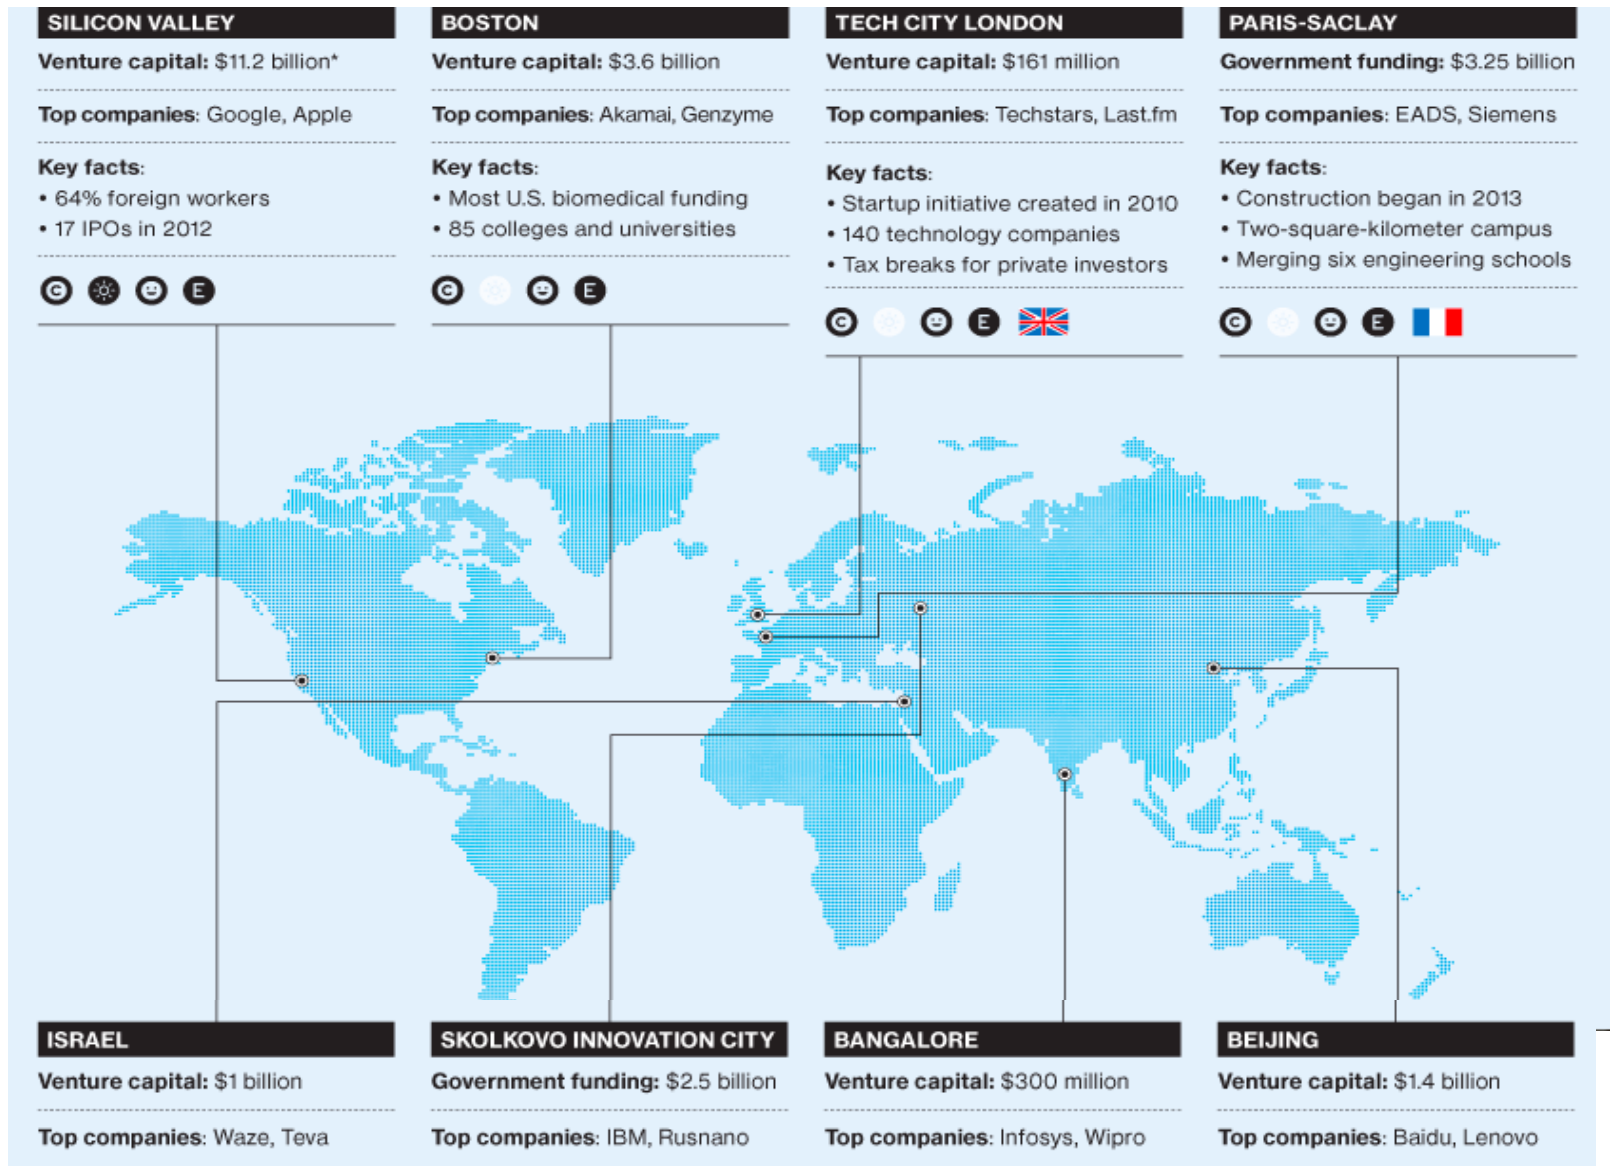 SILICON VALLEY
Venture capital: $11.2 billion*
Top companies: Google, Apple
Key facts:
• 64% foreign workers
• 17 IPOs in 2012
C E
BOSTON
Venture capital: $3.6 billion
Top companies: Akamai, Genzyme
Key facts:
• Most U.S. biomedical funding
• 85 colleges and universities
C E
TECH CITY LONDON
Venture capital: $161 million
Top companies: Techstars, Last.fm
Key facts:
• Startup initiative created in 2010
• 140 technology companies
• Tax breaks for private investors
C E
PARIS-SACLAY
Government funding: $3.25 billion
Top companies: EADS, Siemens
Key facts:
• Construction began in 2013
• Two-square-kilometer campus
• Merging six engineering schools
C E
ISRAEL
Venture capital: $1 billion
Top companies: Waze, Teva
SKOLKOVO INNOVATION CITY
Government funding: $2.5 billion
Top companies: IBM, Rusnano
BANGALORE
Venture capital: $300 million
Top companies: Infosys, Wipro
BEIJING
Venture capital: $1.4 billion
Top companies: Baidu, Lenovo